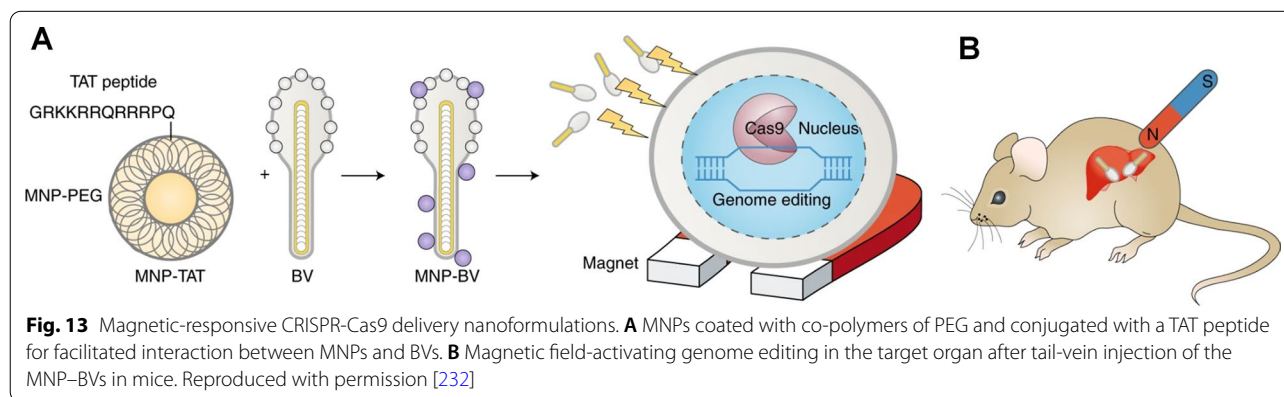 A
TAT peptide
GRKKRRQRRRPQ
MNP-PEG
MNP-TAT
+
BV
MNP-BV
Cas9
Nucleus
Genome editing
Magnet
B
S
N
Fig. 13 Magnetic-responsive CRISPR-Cas9 delivery nanoformulations. A MNPs coated with co-polymers of PEG and conjugated with a TAT peptide
for facilitated interaction between MNPs and BVs. B Magnetic field-activating genome editing in the target organ after tail-vein injection of the
MNP–BVs in mice. Reproduced with permission [232]